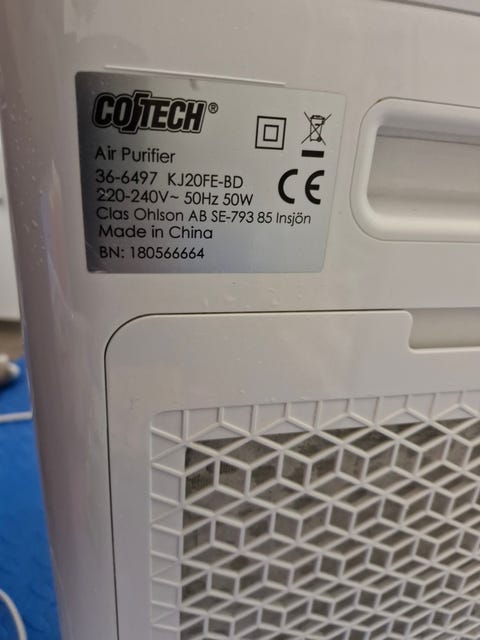 COTECH®
Air Purifier
36-6497 KJ20FE-BD
220-240V~ 50Hz 50W
Clas Ohlson AB SE-793 85 Insjön
Made in China
BN: 180566664
CE